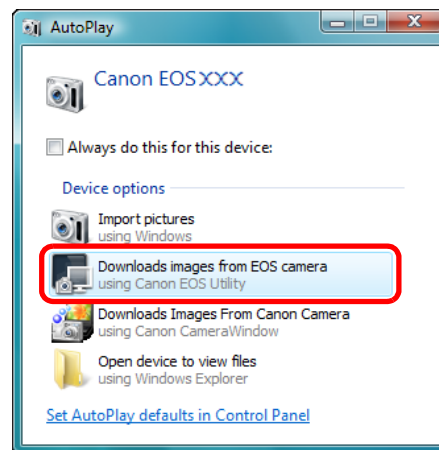 AutoPlay
Canon EOS XXX
Always do this for this device:
Device options
Import pictures
using Windows
Downloads images from EOS camera
using Canon EOS Utility
Downloads Images From Canon Camera
using Canon CameraWindow
Open device to view files
using Windows Explorer
Set AutoPlay defaults in Control Panel